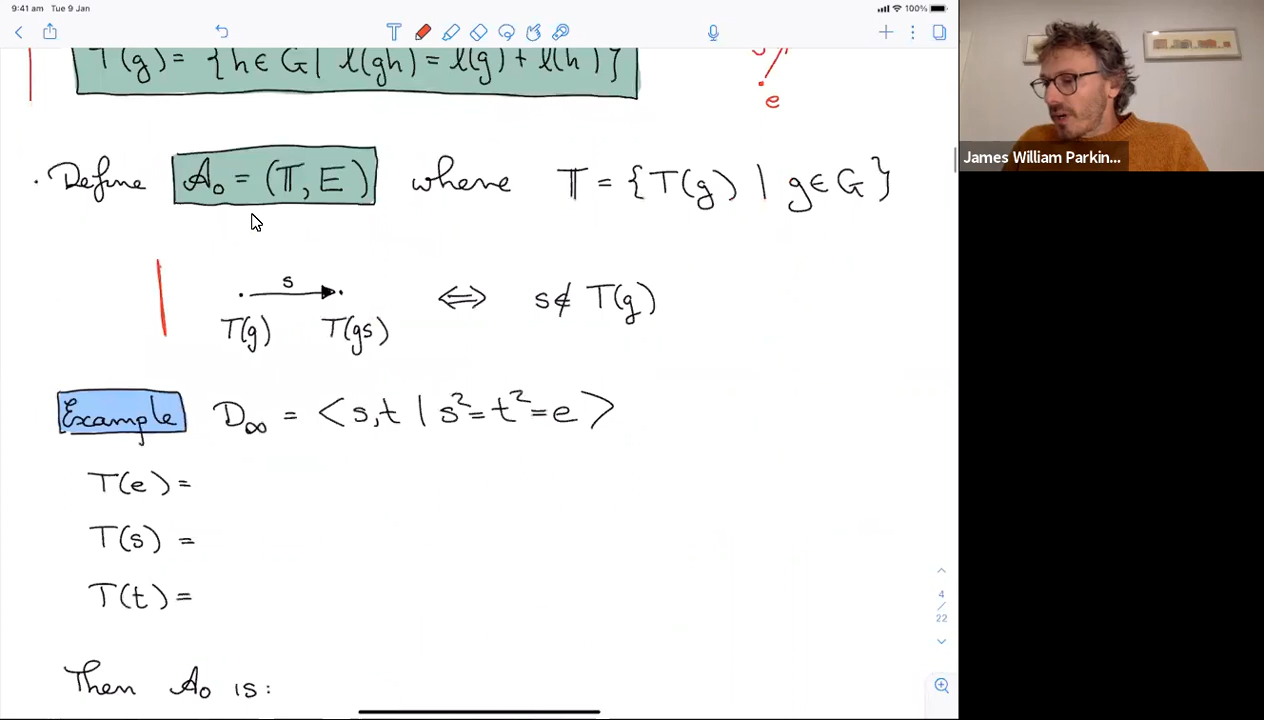 9:41 am Tue 9 Jan
100%
T(g) = {h ∈ G | l(gh) = l(g) + l(h)}
e
· Define 𝒜₀ = (𝕋, E) where 𝕋 = {T(g) | g ∈ G}
s
T(g) T(gs)
⟺ s ∉ T(g)
Example D∞ = <s,t | s² = t² = e>
T(e) =
T(s) =
T(t) =
Then 𝒜₀ is:
4
/
22
James William Parkin...